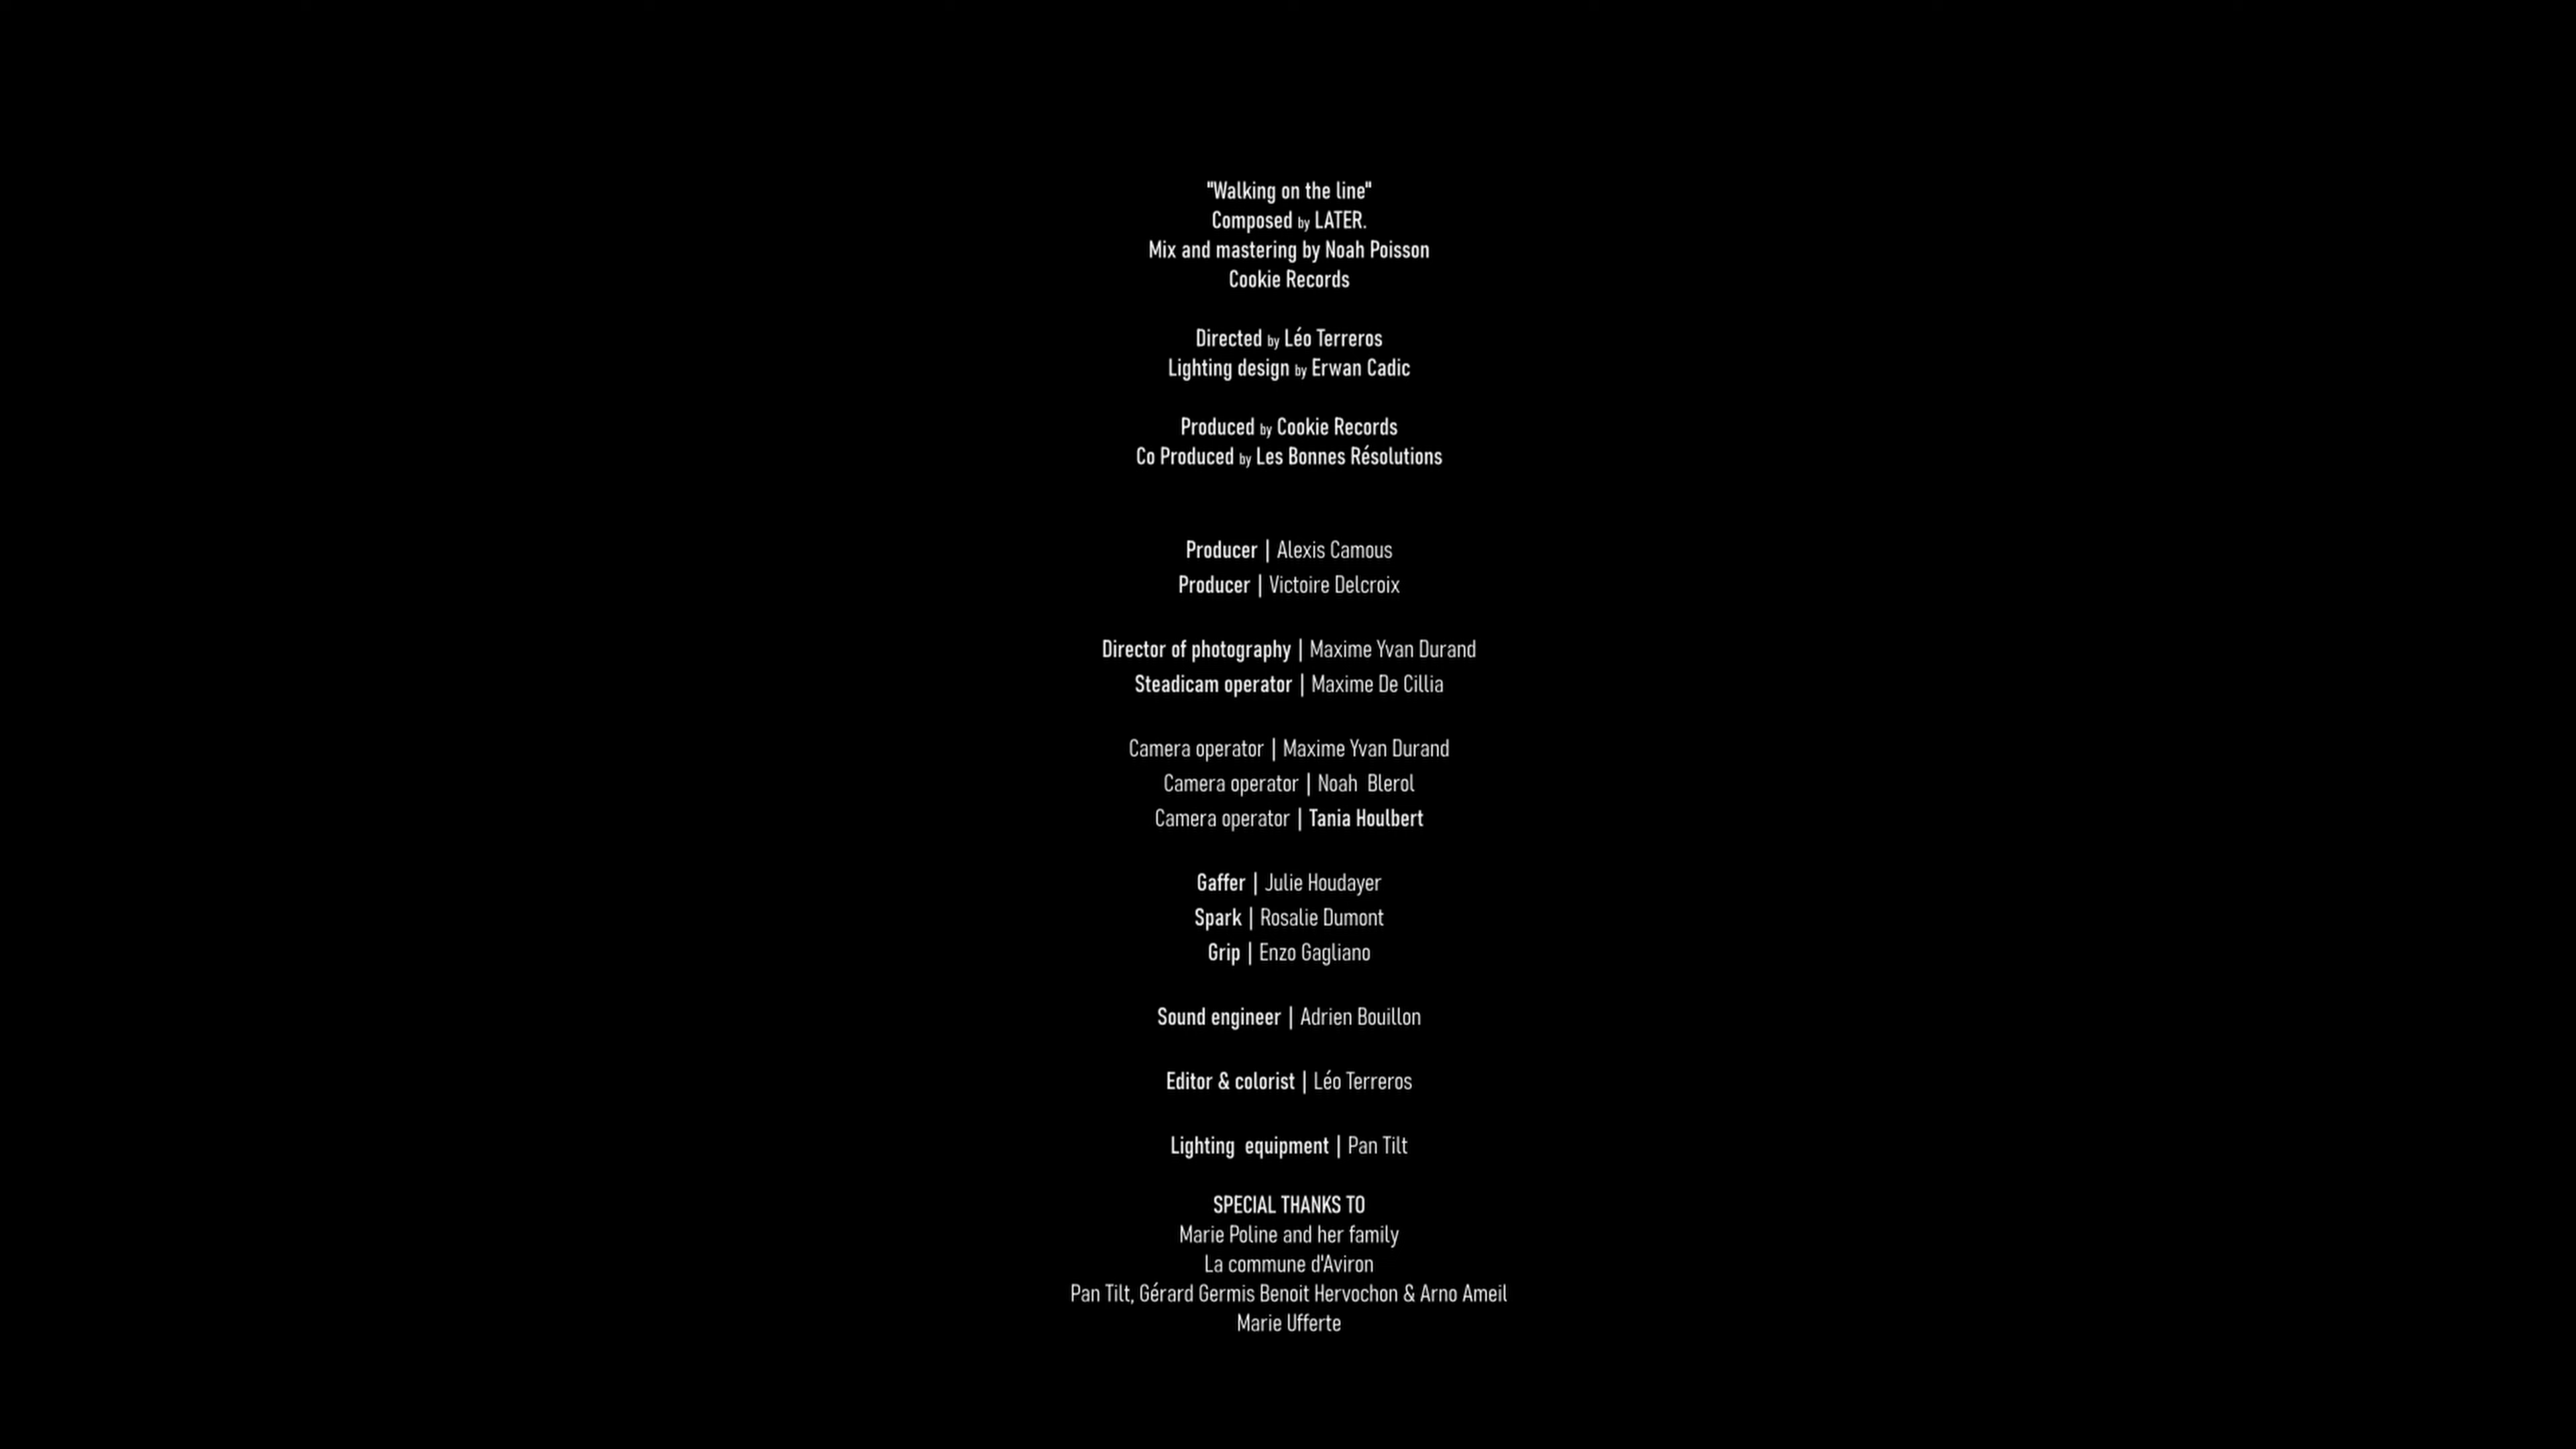 "Walking on the line"
Composed by LATER.
Mix and mastering by Noah Poisson
Cookie Records
Directed by Léo Terreros
Lighting design by Erwan Cadic
Produced by Cookie Records
Co Produced by Les Bonnes Résolutions
Producer | Alexis Camous
Producer | Victoire Delcroix
Director of photography | Maxime Yvan Durand
Steadicam operator | Maxime De Cillia
Camera operator | Maxime Yvan Durand
Camera operator | Noah Blerol
Camera operator | Tania Houlbert
Gaffer | Julie Houdayer
Spark | Rosalie Dumont
Grip | Enzo Gagliano
Sound engineer | Adrien Bouillon
Editor & colorist | Léo Terreros
Lighting equipment | Pan Tilt
SPECIAL THANKS TO
Marie Poline and her family
La commune d'Aviron
Pan Tilt, Gérard Germis Benoit Hervochon & Arno Ameil
Marie Ufferte